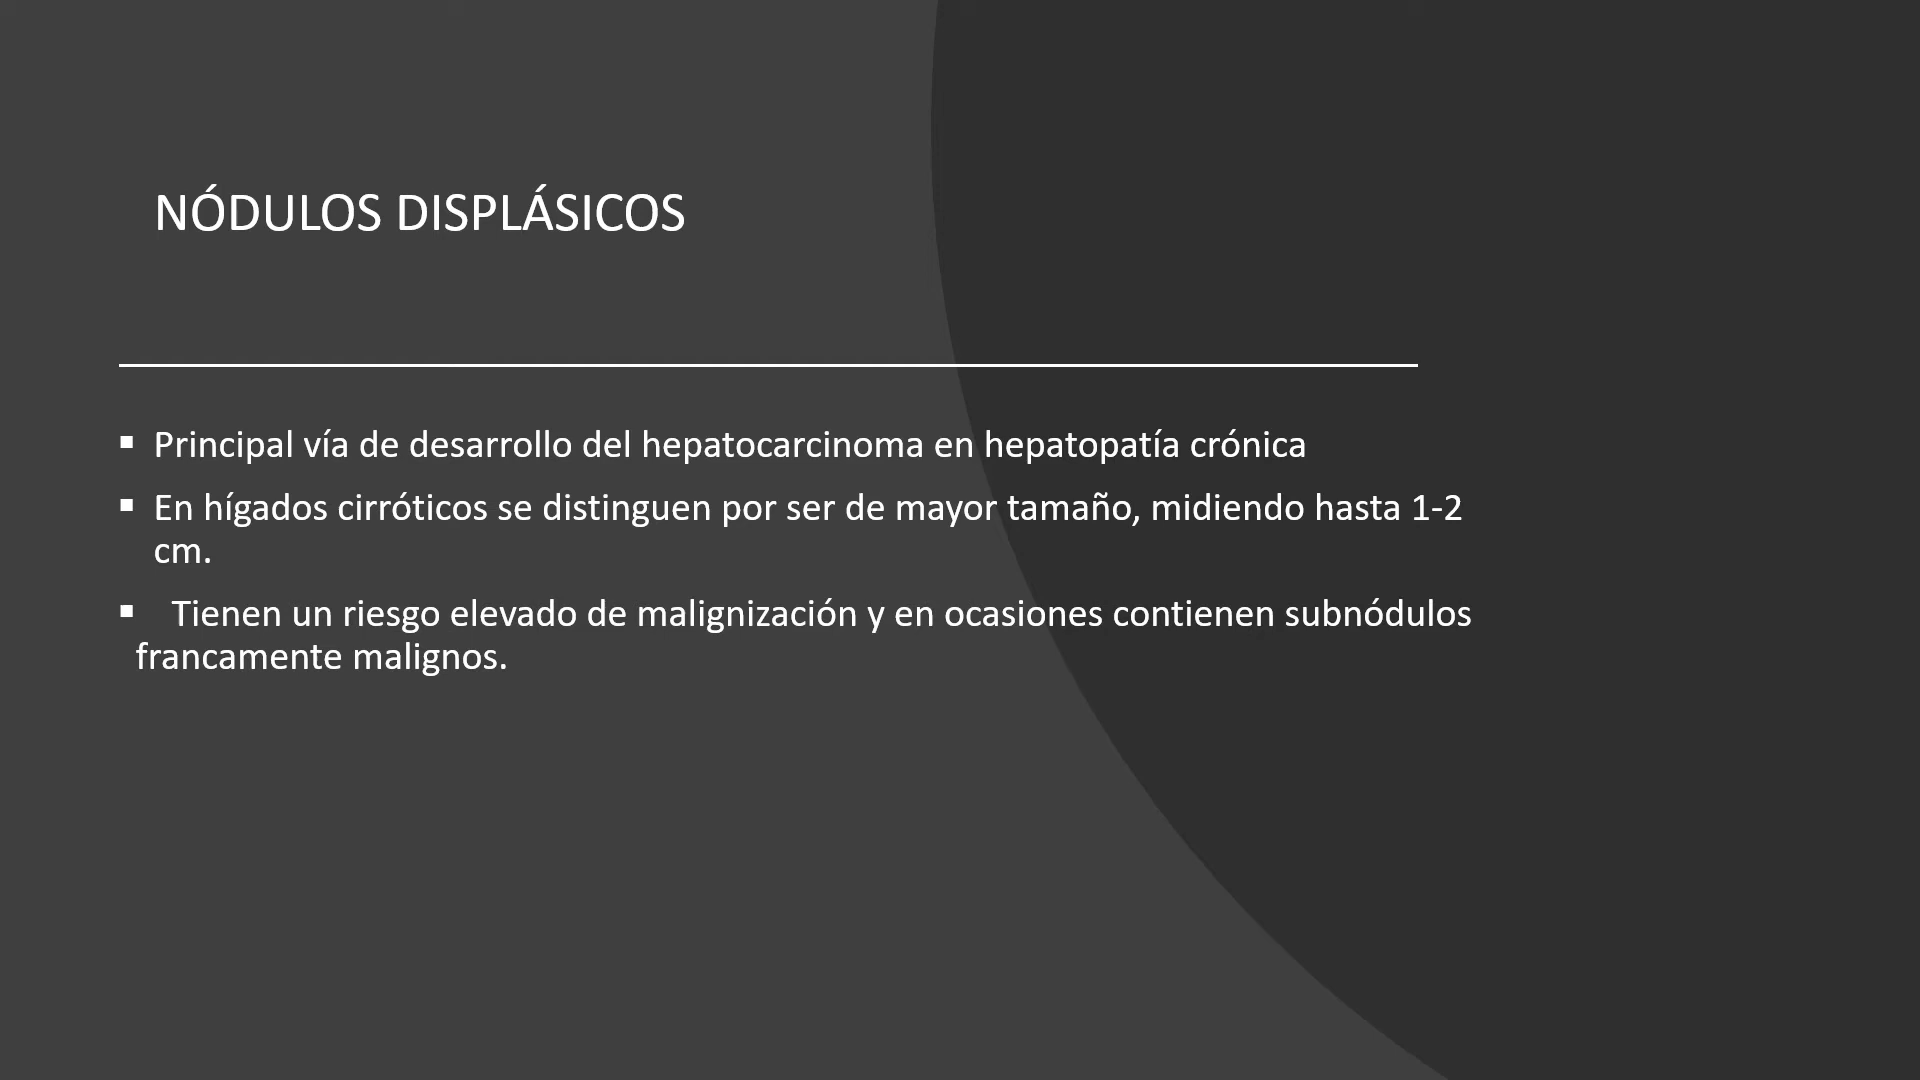 NÓDULOS DISPLÁSICOS
▪ Principal vía de desarrollo del hepatocarcinoma en hepatopatía crónica
▪ En hígados cirróticos se distinguen por ser de mayor tamaño, midiendo hasta 1-2
cm.
▪ Tienen un riesgo elevado de malignización y en ocasiones contienen subnódulos
francamente malignos.